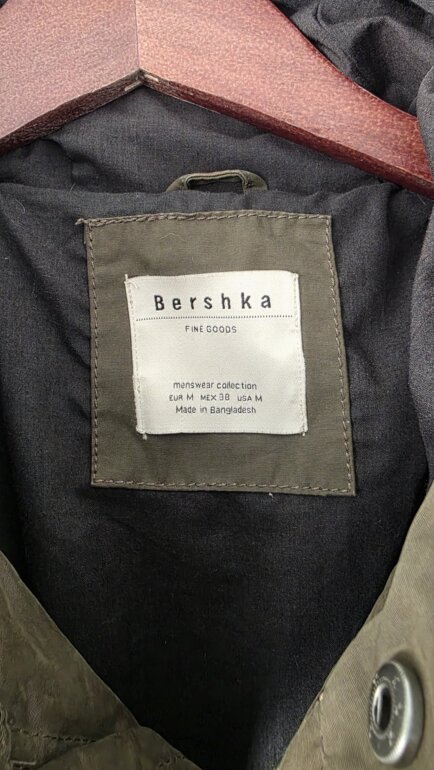 Bershka
FINE GOODS
menswear collection
EUR M MEX 38 USA M
Made in Bangladesh